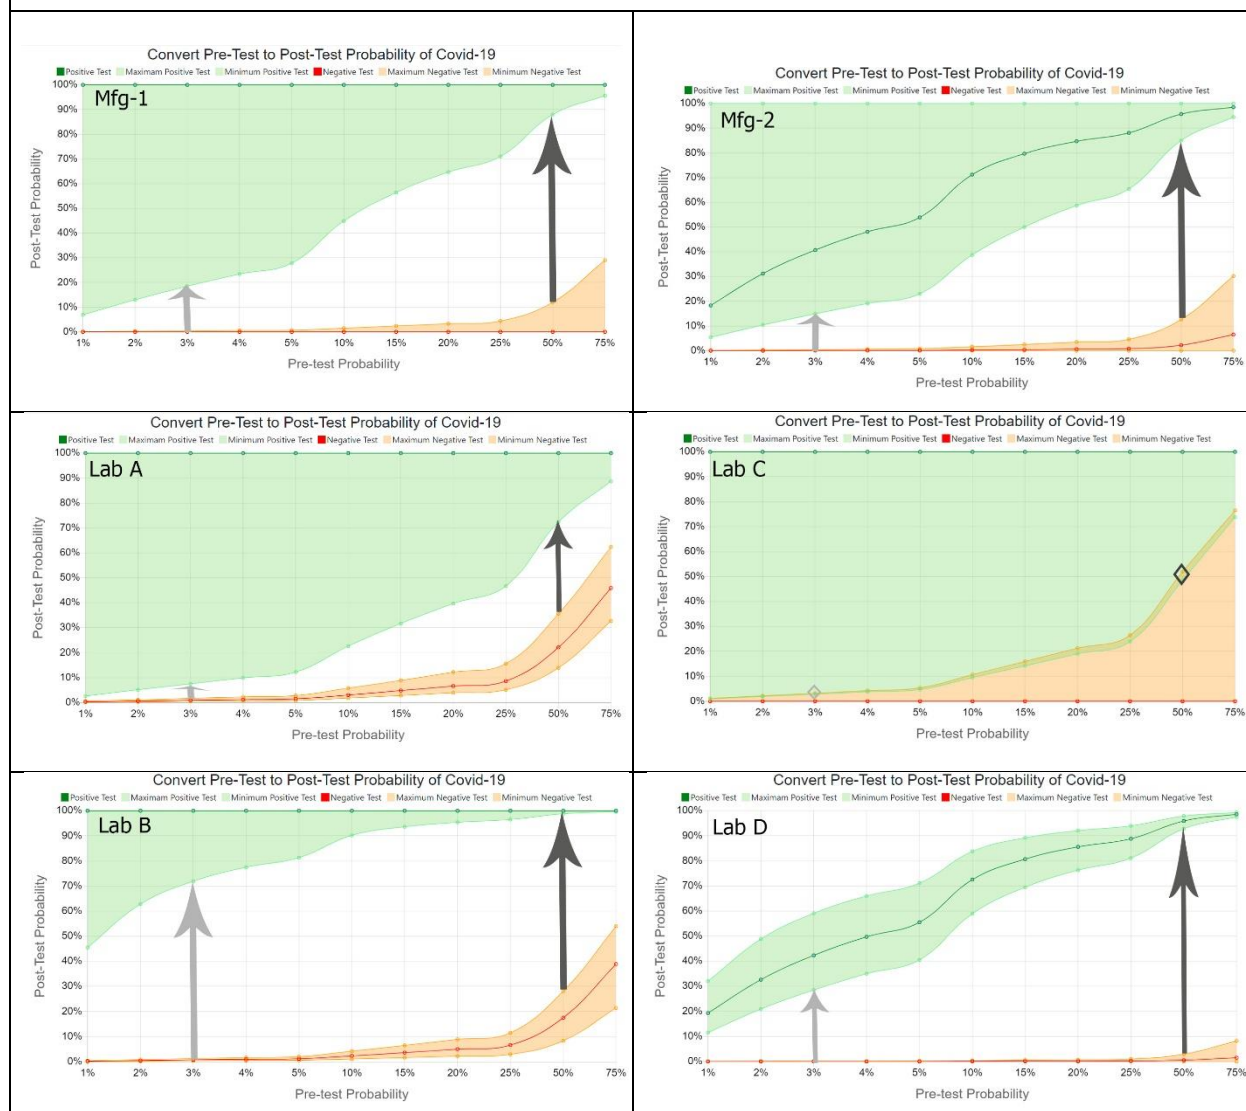 Convert Pre-Test to Post-Test Probability of Covid-19
Positive Test Maximam Positive Test Minimum Positive Test Negative Test Maximum Negative Test Minimum Negative Test
Mfg-1
100%
90%
80%
70%
60%
50%
40%
30%
20%
10%
0%
Post-Test Probability
1% 2% 3% 4% 5% 10% 15% 20% 25% 50% 75%
Pre-test Probability
Convert Pre-Test to Post-Test Probability of Covid-19
Positive Test Maximam Positive Test Minimum Positive Test Negative Test Maximum Negative Test Minimum Negative Test
Mfg-2
100%
90%
80%
70%
60%
50%
40%
30%
20%
10%
0%
Post-Test Probability
1% 2% 3% 4% 5% 10% 15% 20% 25% 50% 75%
Pre-test Probability
Convert Pre-Test to Post-Test Probability of Covid-19
Positive Test Maximam Positive Test Minimum Positive Test Negative Test Maximum Negative Test Minimum Negative Test
Lab A
100%
90%
80%
70%
60%
50%
40%
30%
20%
10%
0%
Post-Test Probability
1% 2% 3% 4% 5% 10% 15% 20% 25% 50% 75%
Pre-test Probability
Convert Pre-Test to Post-Test Probability of Covid-19
Positive Test Maximam Positive Test Minimum Positive Test Negative Test Maximum Negative Test Minimum Negative Test
Lab C
100%
90%
80%
70%
60%
50%
40%
30%
20%
10%
0%
Post-Test Probability
1% 2% 3% 4% 5% 10% 15% 20% 25% 50% 75%
Pre-test Probability
Convert Pre-Test to Post-Test Probability of Covid-19
Positive Test Maximam Positive Test Minimum Positive Test Negative Test Maximum Negative Test Minimum Negative Test
Lab B
100%
90%
80%
70%
60%
50%
40%
30%
20%
10%
0%
Post-Test Probability
1% 2% 3% 4% 5% 10% 15% 20% 25% 50% 75%
Pre-test Probability
Convert Pre-Test to Post-Test Probability of Covid-19
Positive Test Maximam Positive Test Minimum Positive Test Negative Test Maximum Negative Test Minimum Negative Test
Lab D
100%
90%
80%
70%
60%
50%
40%
30%
20%
10%
0%
Post-Test Probability
1% 2% 3% 4% 5% 10% 15% 20% 25% 50% 75%
Pre-test Probability